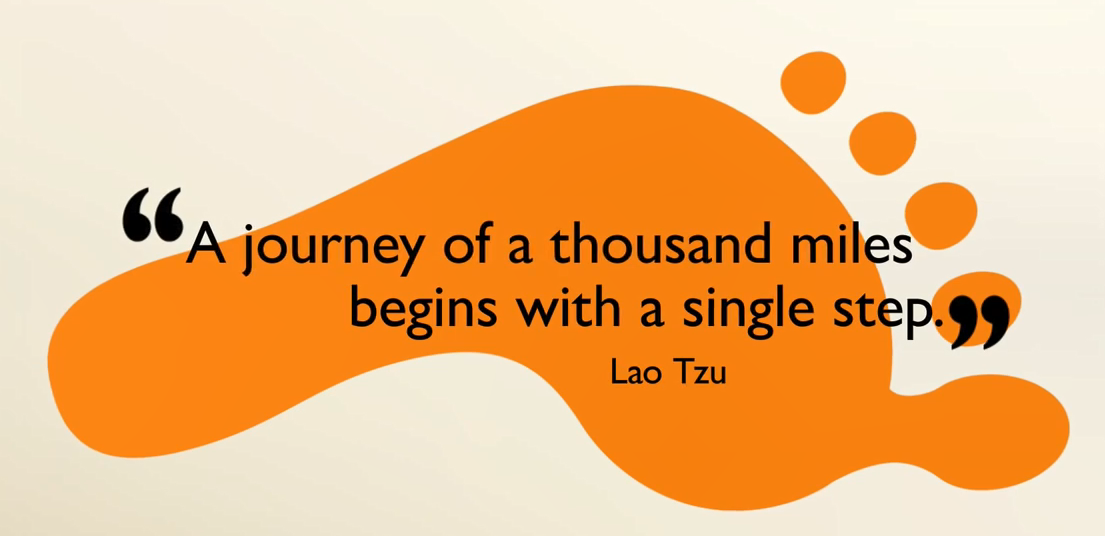 “A journey of a thousand miles
begins with a single step.”
Lao Tzu